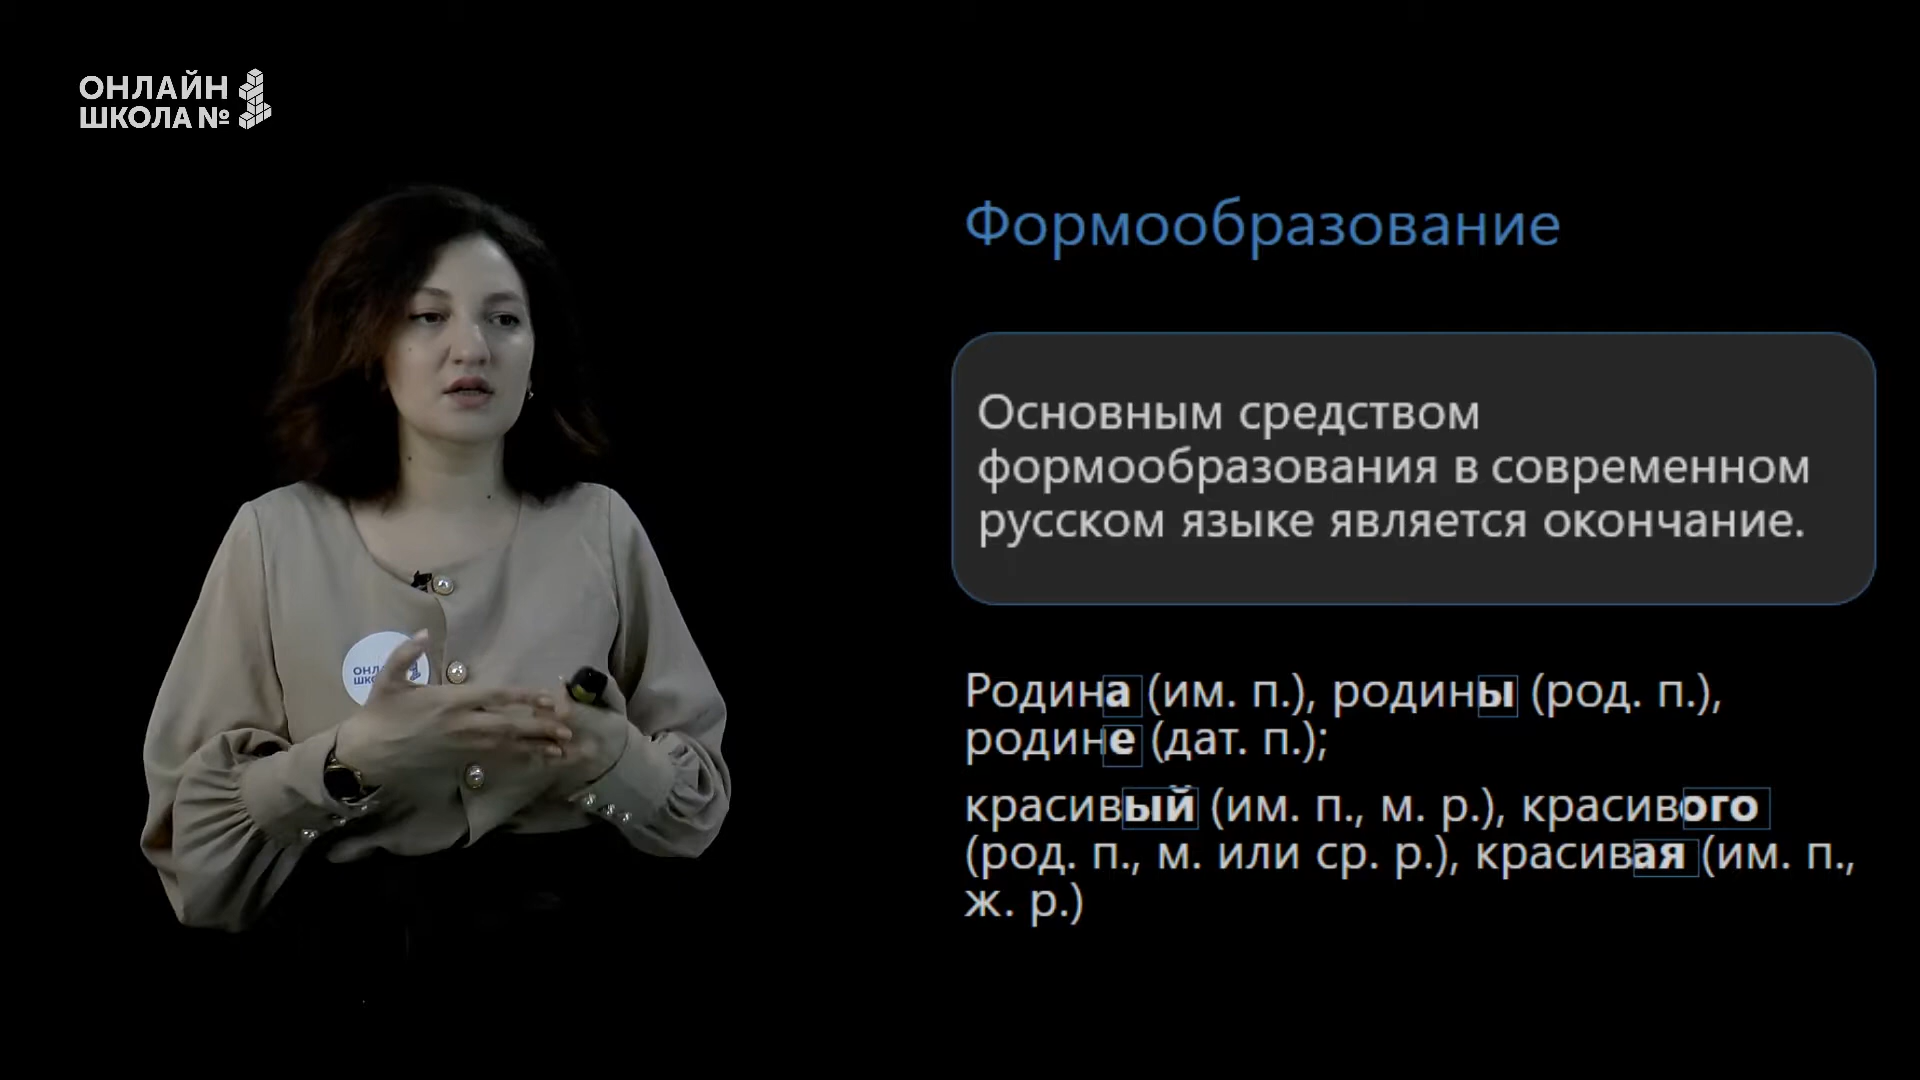 ОНЛАЙН
ШКОЛА №
Формообразование
Основным средством
формообразования в современном
русском языке является окончание.
Родина (им. п.), родины (род. п.),
родине (дат. п.);
красивый (им. п., м. р.), красивого
(род. п., м. или ср. р.), красивая (им. п.,
ж. р.)